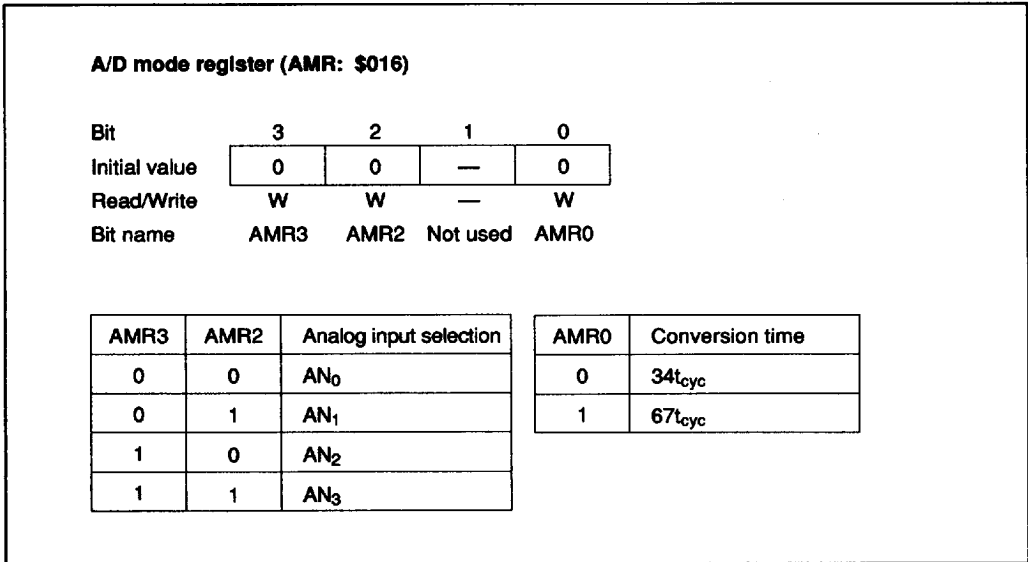 A/D mode register (AMR: $016)
Bit 3 2 1 0
Initial value 0 0 — 0
Read/Write W W — W
Bit name AMR3 AMR2 Not used AMR0
AMR3 AMR2 Analog input selection
0 0 AN₀
0 1 AN₁
1 0 AN₂
1 1 AN₃
AMR0 Conversion time
0 34t_cyc
1 67t_cyc